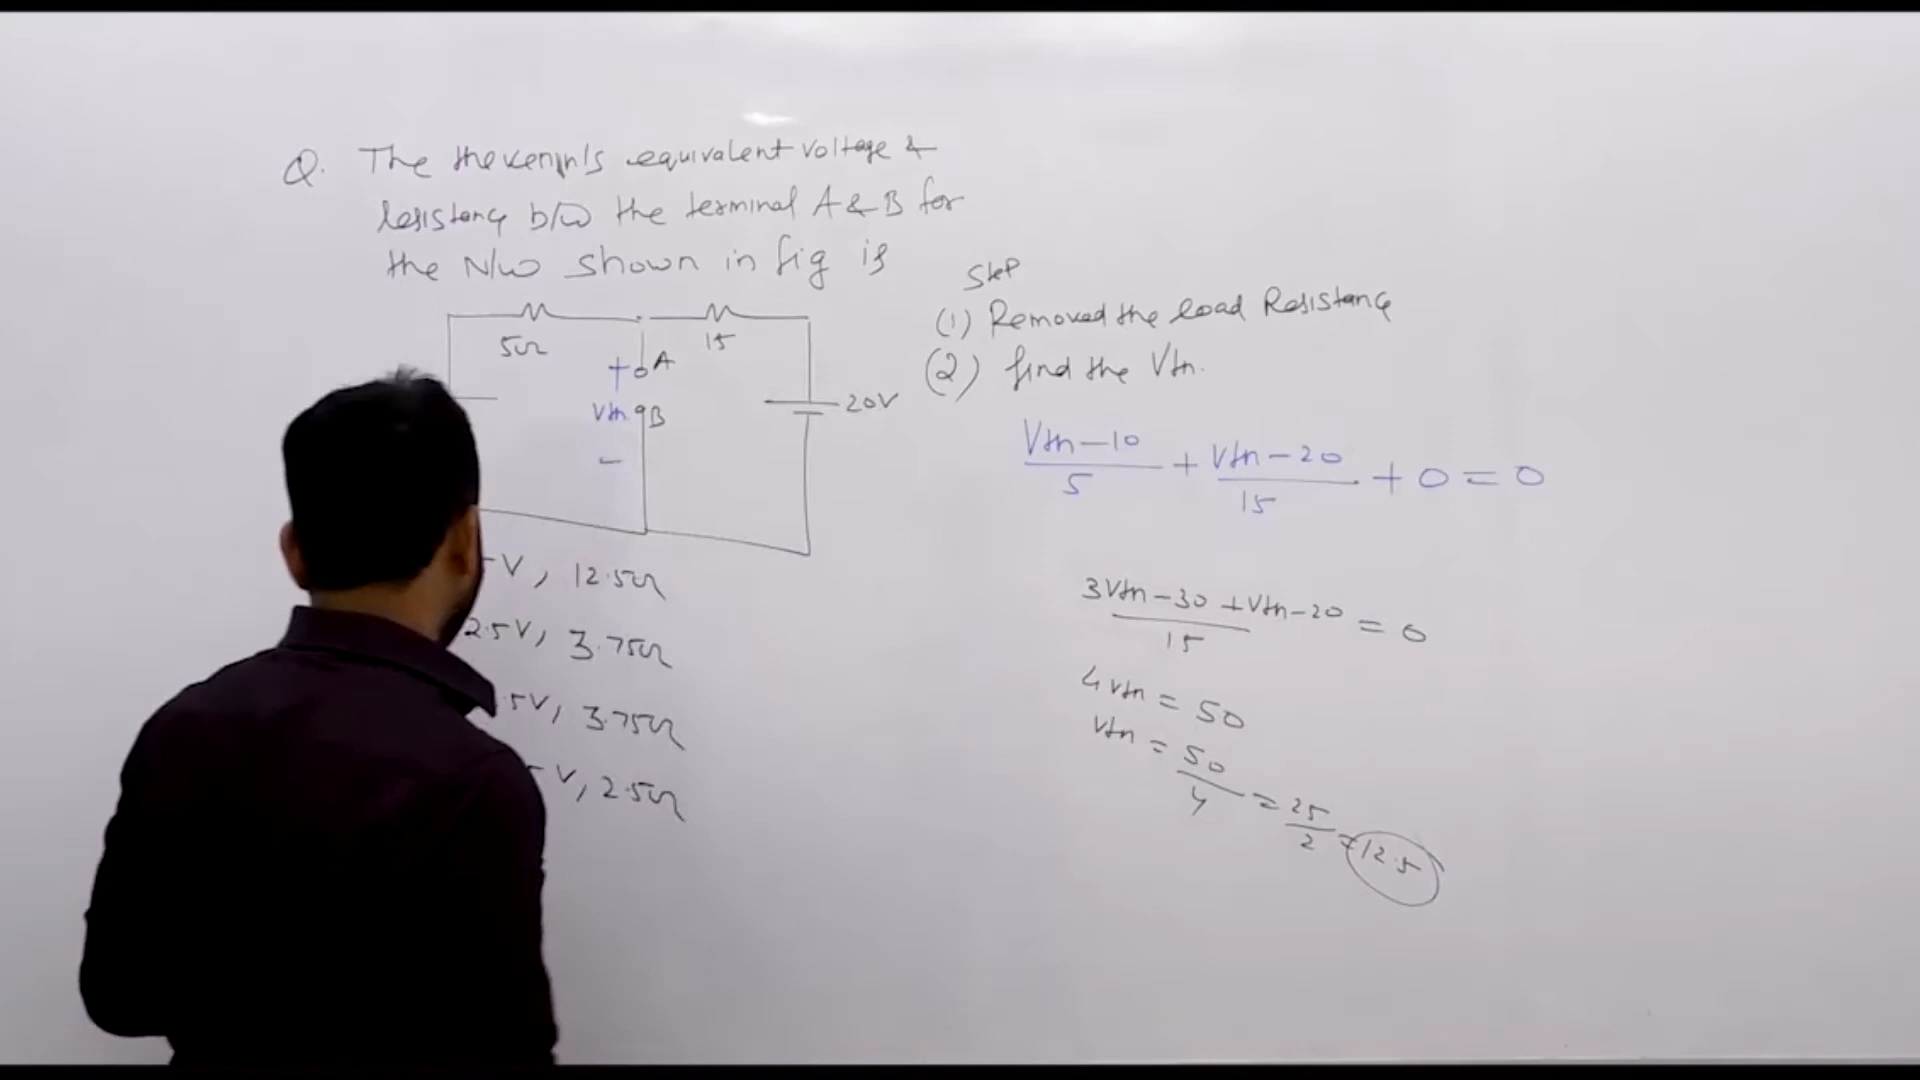 Q. The thevenin's equivalent voltage &
resistance b/w the terminal A & B for
the N/W shown in fig is
5Ω
15
+ A
Vth B
-
20V
V, 12.5Ω
2.5V, 3.75Ω
.5V, 3.75Ω
V, 2.5Ω
Step
(1) Removed the load Resistance
(2) find the Vth.
Vth-10/5 + Vth-20/15 + 0 = 0
3Vth-30+Vth-20/15 = 0
4Vth = 50
Vth = 50/4 = 25/2 = 12.5